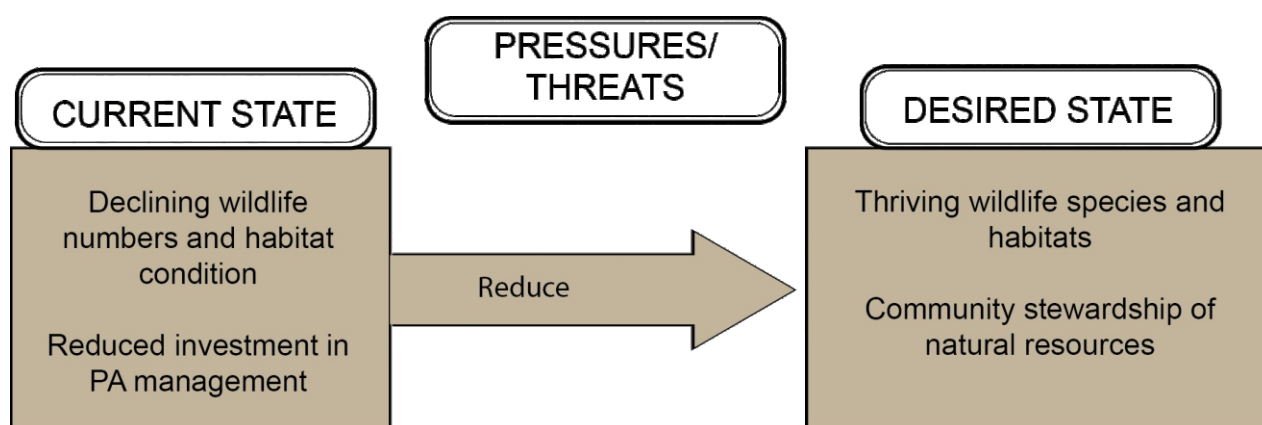 PRESSURES/
THREATS
CURRENT STATE
DESIRED STATE
Declining wildlife
numbers and habitat
condition
Reduced investment in
PA management
Reduce
Thriving wildlife species and
habitats
Community stewardship of
natural resources